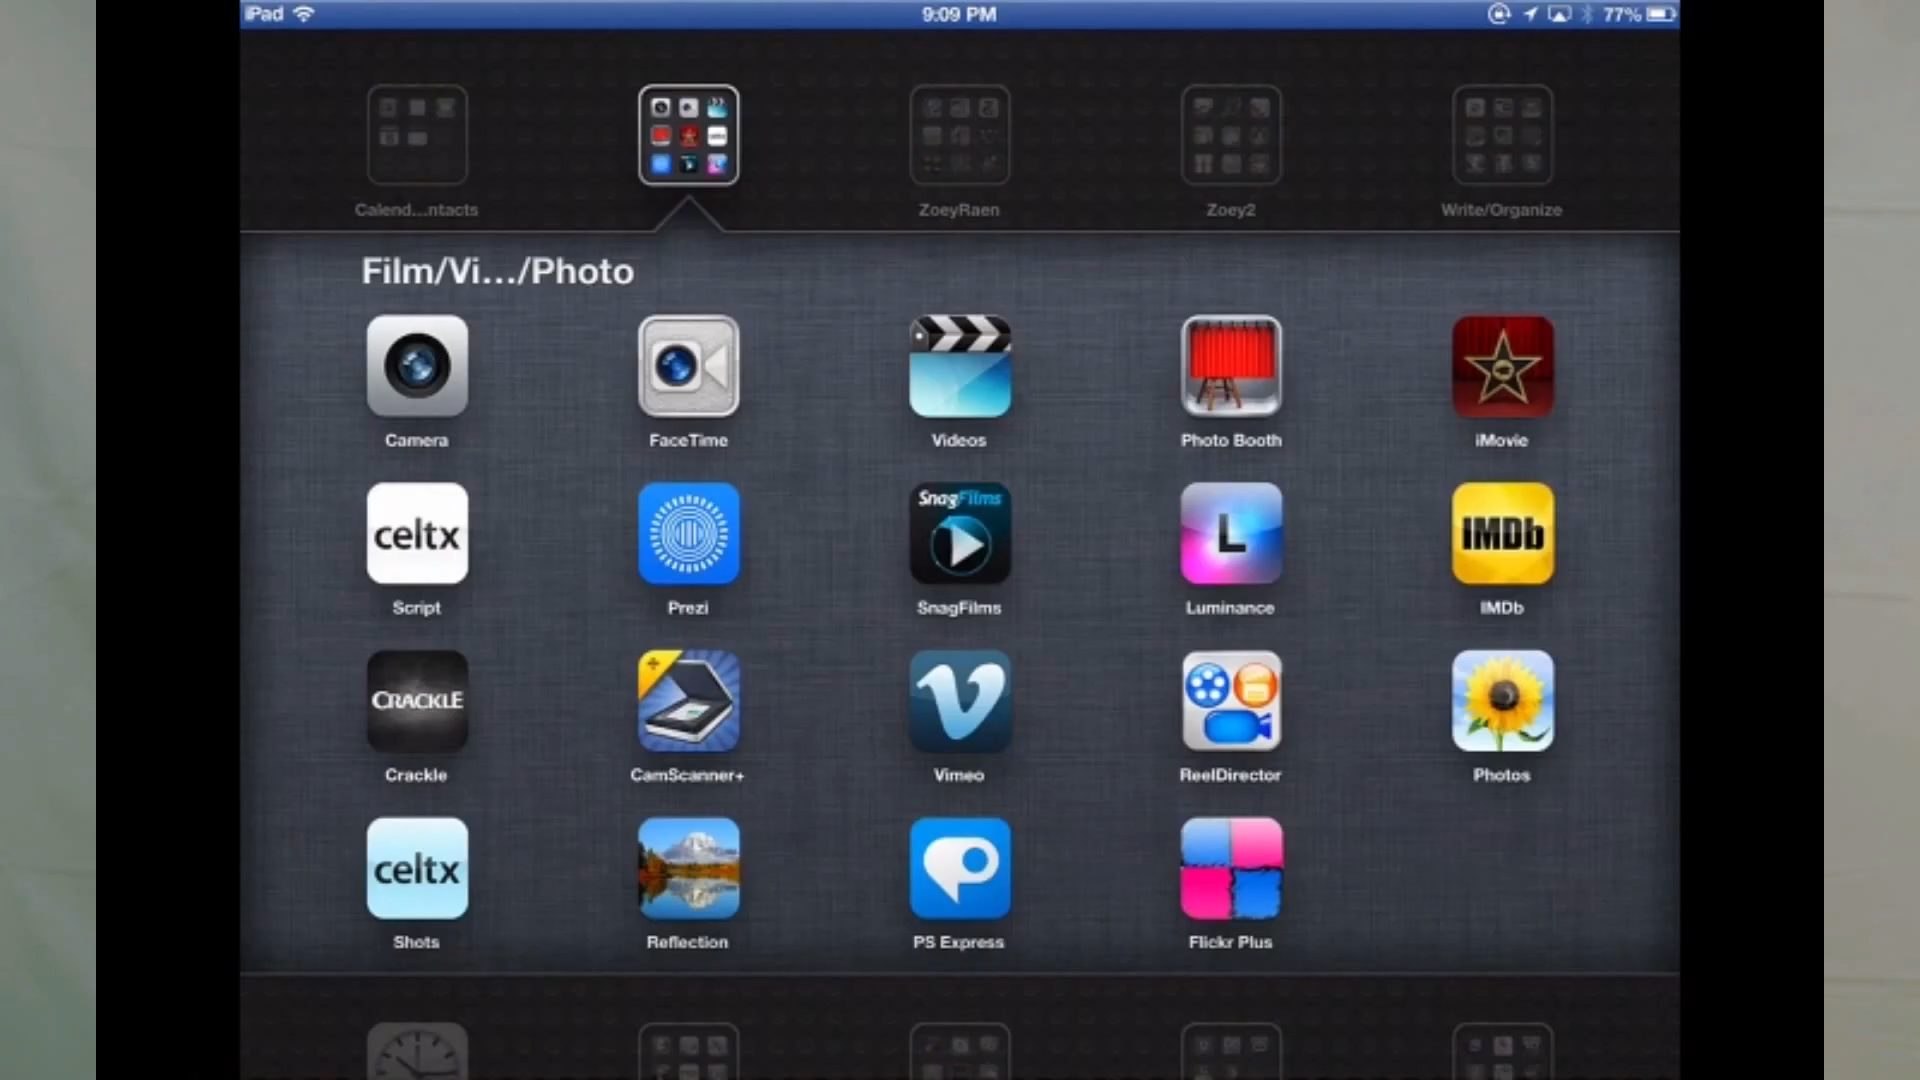 iPad 9:09 PM 77%
Calend...ntacts ZoeyRaen Zoey2 Write/Organize
Film/Vi.../Photo
Camera FaceTime Videos Photo Booth iMovie
celtx SnagFilms L IMDb
Script Prezi SnagFilms Luminance IMDb
CRACKLE
Crackle CamScanner+ Vimeo ReelDirector Photos
celtx
Shots Reflection PS Express Flickr Plus